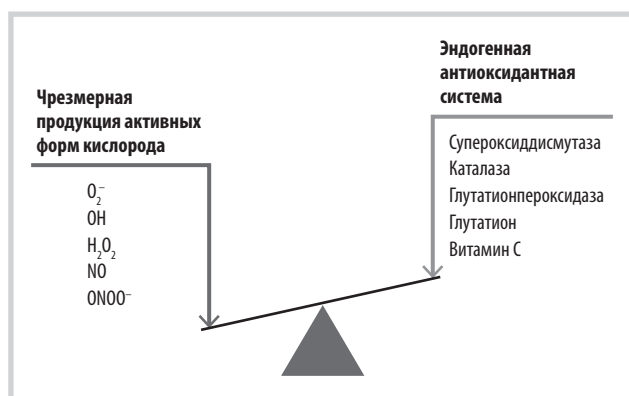 Чрезмерная
продукция активных
форм кислорода
O₂⁻
OH
H₂O₂
NO
ONOO⁻
Эндогенная
антиоксидантная
система
Супероксиддисмутаза
Каталаза
Глутатионпероксидаза
Глутатион
Витамин C